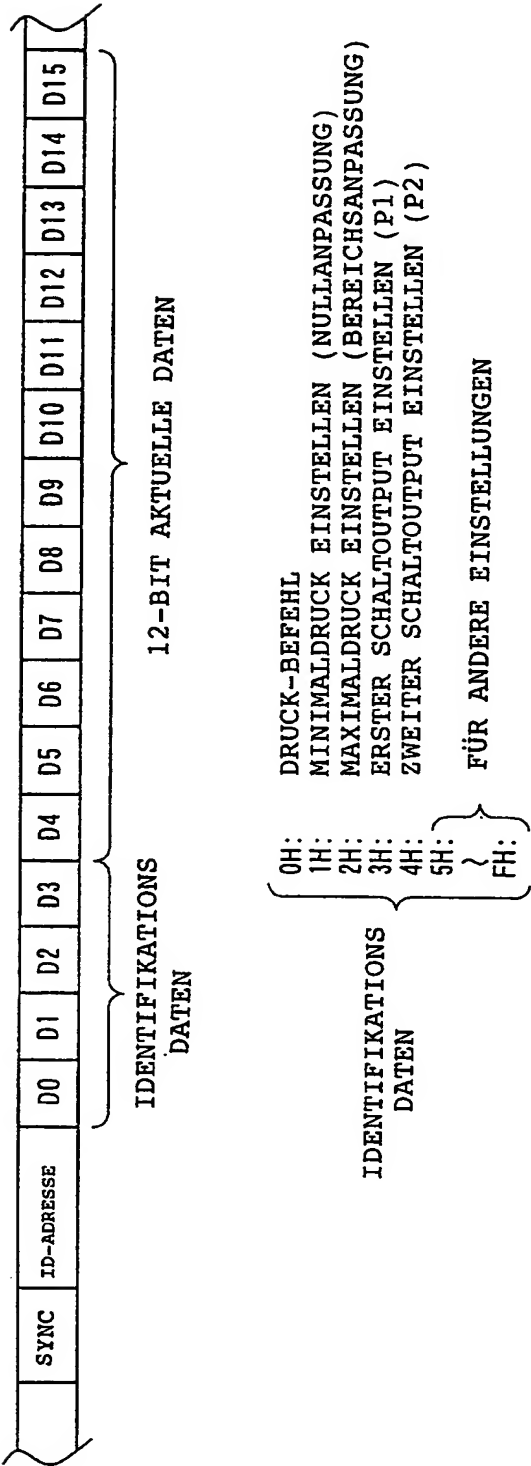 SYNC ID-ADRESSE D0 D1 D2 D3 D4 D5 D6 D7 D8 D9 D10 D11 D12 D13 D14 D15
IDENTIFIKATIONS
DATEN
12-BIT AKTUELLE DATEN
IDENTIFIKATIONS
DATEN
0H: DRUCK-BEFEHL
1H: MINIMALDRUCK EINSTELLEN (NULLANPASSUNG)
2H: MAXIMALDRUCK EINSTELLEN (BEREICHSANPASSUNG)
3H: ERSTER SCHALTOUTPUT EINSTELLEN (P1)
4H: ZWEITER SCHALTOUTPUT EINSTELLEN (P2)
5H:
~ FÜR ANDERE EINSTELLUNGEN
FH: